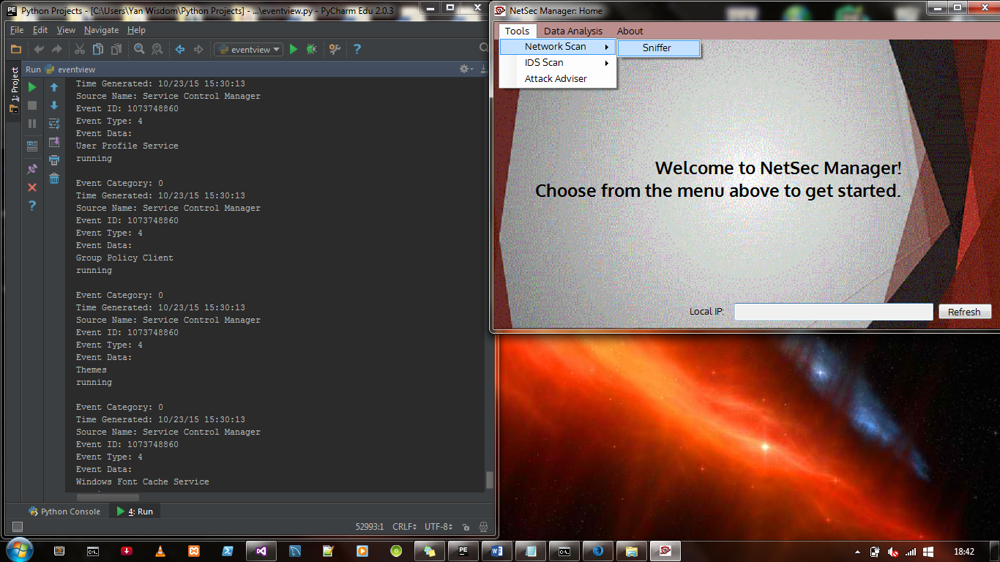 Python Projects - [C:\Users\Yan Wisdom\Python Projects] - ...\eventview.py - PyCharm Edu 2.0.3
File Edit View Navigate Help
eventview
Run eventview
1: Project
Time Generated: 10/23/15 15:30:13
Source Name: Service Control Manager
Event ID: 1073748860
Event Type: 4
Event Data:
User Profile Service
running
Event Category: 0
Time Generated: 10/23/15 15:30:13
Source Name: Service Control Manager
Event ID: 1073748860
Event Type: 4
Event Data:
Group Policy Client
running
Event Category: 0
Time Generated: 10/23/15 15:30:13
Source Name: Service Control Manager
Event ID: 1073748860
Event Type: 4
Event Data:
Themes
running
Event Category: 0
Time Generated: 10/23/15 15:30:13
Source Name: Service Control Manager
Event ID: 1073748860
Event Type: 4
Event Data:
Windows Font Cache Service
Python Console 4: Run
52993:1 CRLF UTF-8
NetSec Manager: Home
Tools Data Analysis About
Network Scan Sniffer
IDS Scan
Attack Adviser
Welcome to NetSec Manager!
Choose from the menu above to get started.
Local IP: Refresh
18:42